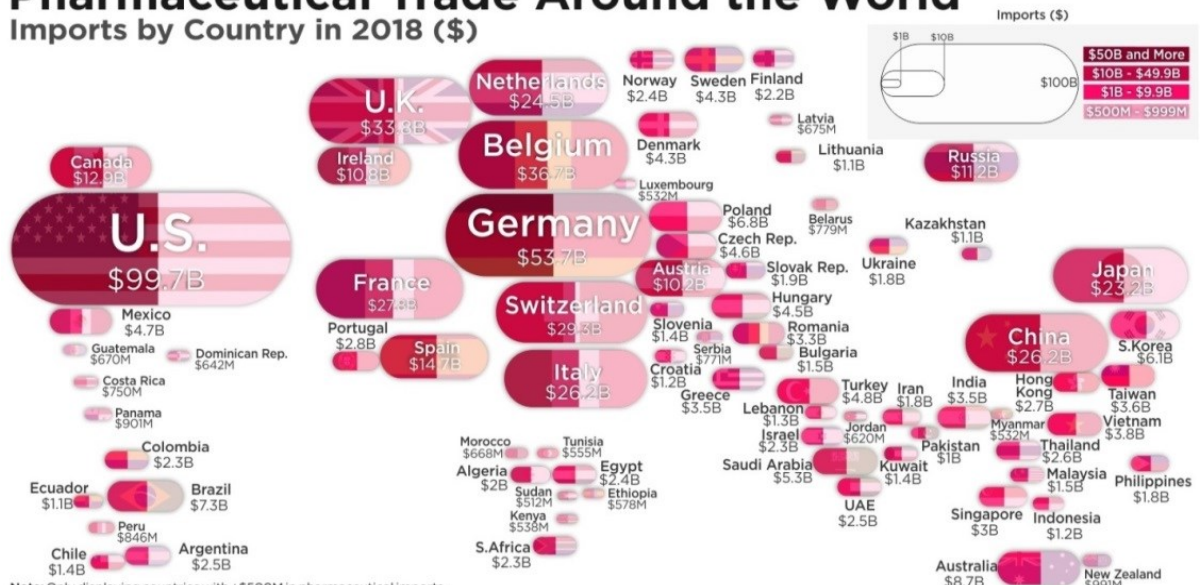 Pharmaceutical Trade Around the World
Imports by Country in 2018 ($)
Imports ($)
$1B
$10B
$100B
$50B and More
$10B - $49.9B
$1B - $9.9B
$500M - $999M
Canada
$12.9B
U.S.
$99.7B
Mexico
$4.7B
Guatemala
$670M
Dominican Rep.
$642M
Costa Rica
$750M
Panama
$901M
Colombia
$2.3B
Ecuador
$1.1B
Brazil
$7.3B
Peru
$846M
Chile
$1.4B
Argentina
$2.5B
U.K.
$33.8B
Ireland
$10.8B
Netherlands
$24.5B
Belgium
$36.7B
Germany
$53.7B
France
$27.8B
Switzerland
$29.3B
Portugal
$2.8B
Spain
$14.7B
Italy
$26.2B
Norway
$2.4B
Sweden
$4.3B
Finland
$2.2B
Denmark
$4.3B
Latvia
$675M
Lithuania
$1.1B
Luxembourg
$532M
Russia
$11.2B
Poland
$6.8B
Belarus
$779M
Kazakhstan
$1.1B
Czech Rep.
$4.6B
Austria
$10.2B
Slovak Rep.
$1.9B
Ukraine
$1.8B
Hungary
$4.5B
Slovenia
$1.4B
Serbia
$771M
Romania
$3.3B
Bulgaria
$1.5B
Croatia
$1.2B
Greece
$3.5B
Morocco
$668M
Tunisia
$555M
Algeria
$2B
Egypt
$2.4B
Sudan
$512M
Ethiopia
$578M
Kenya
$538M
S.Africa
$2.3B
Turkey
$4.8B
Lebanon
$1.3B
Israel
$2.3B
Jordan
$620M
Iran
$1.8B
Saudi Arabia
$5.3B
Kuwait
$1.4B
UAE
$2.5B
Pakistan
$1B
India
$3.5B
Myanmar
$532M
Japan
$23.2B
China
$26.2B
S.Korea
$6.1B
Hong
Kong
$2.7B
Taiwan
$3.6B
Vietnam
$3.8B
Thailand
$2.6B
Malaysia
$1.5B
Philippines
$1.8B
Singapore
$3B
Indonesia
$1.2B
Australia
$8.7B
New Zealand
$991M